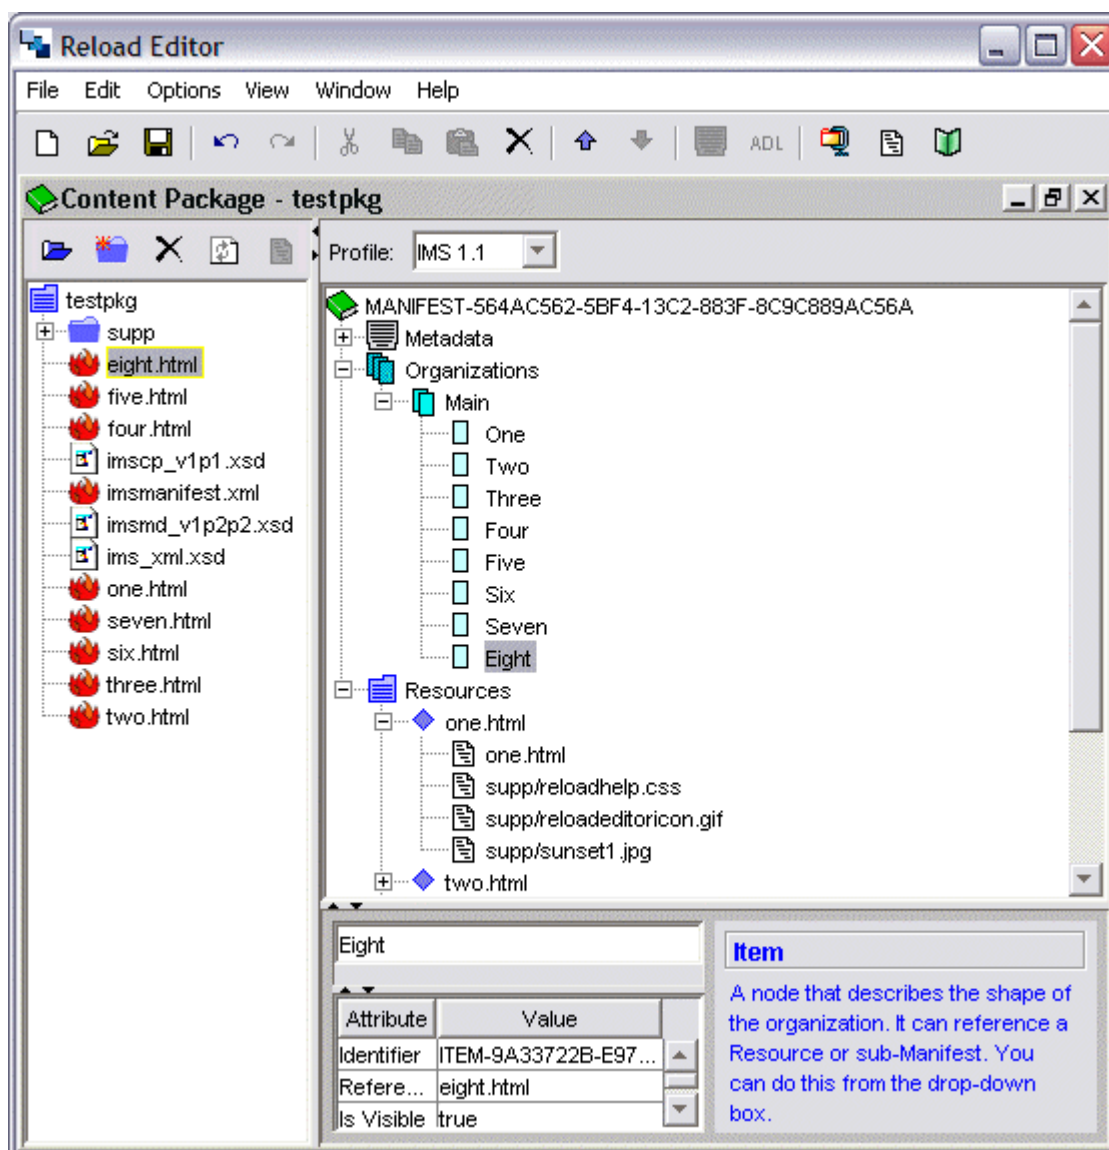 Reload Editor
File Edit Options View Window Help
ADL
Content Package - testpkg
Profile: IMS 1.1
testpkg
supp
eight.html
five.html
four.html
imscp_v1p1.xsd
imsmanifest.xml
imsmd_v1p2p2.xsd
ims_xml.xsd
one.html
seven.html
six.html
three.html
two.html
MANIFEST-564AC562-5BF4-13C2-883F-8C9C889AC56A
Metadata
Organizations
Main
One
Two
Three
Four
Five
Six
Seven
Eight
Resources
one.html
one.html
supp/reloadhelp.css
supp/reloadeditoricon.gif
supp/sunset1.jpg
two.html
Eight
Attribute Value
Identifier ITEM-9A33722B-E97...
Refere... eight.html
Is Visible true
Item
A node that describes the shape of
the organization. It can reference a
Resource or sub-Manifest. You
can do this from the drop-down
box.